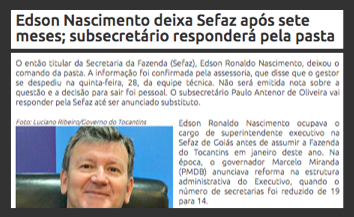 Edson Nascimento deixa Sefaz após sete
meses; subsecretário responderá pela pasta
O então titular da Secretaria da Fazenda (Sefaz), Edson Ronaldo Nascimento, deixou o
comando da pasta. A informação foi confirmada pela assessoria, que disse que o gestor
se despediu na quinta-feira, 28, da equipe técnica. Não será emitida nota sobre a
questão e a decisão para sair foi pessoal. O subsecretário Paulo Antenor de Oliveira vai
responder pela Sefaz até ser anunciado substituto.
Foto: Luciano Ribeiro/Governo do Tocantins
Edson Ronaldo Nascimento ocupava o
cargo de superintendente executivo na
Sefaz de Goiás antes de assumir a Fazenda
do Tocantins em janeiro deste ano. Na
época, o governador Marcelo Miranda
(PMDB) anunciava reforma na estrutura
administrativa do Executivo, quando o
número de secretarias foi reduzido de 19
para 14.